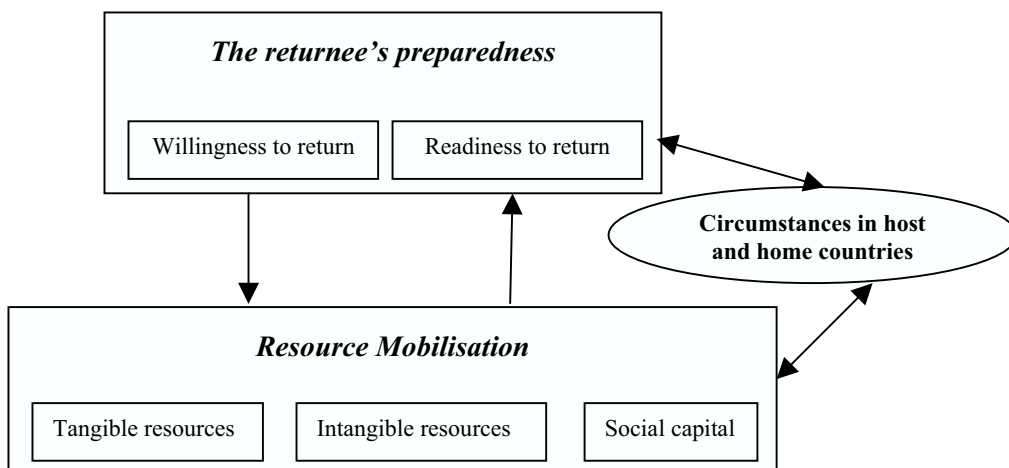 The returnee’s preparedness
Willingness to return
Readiness to return
Circumstances in host
and home countries
Resource Mobilisation
Tangible resources
Intangible resources
Social capital